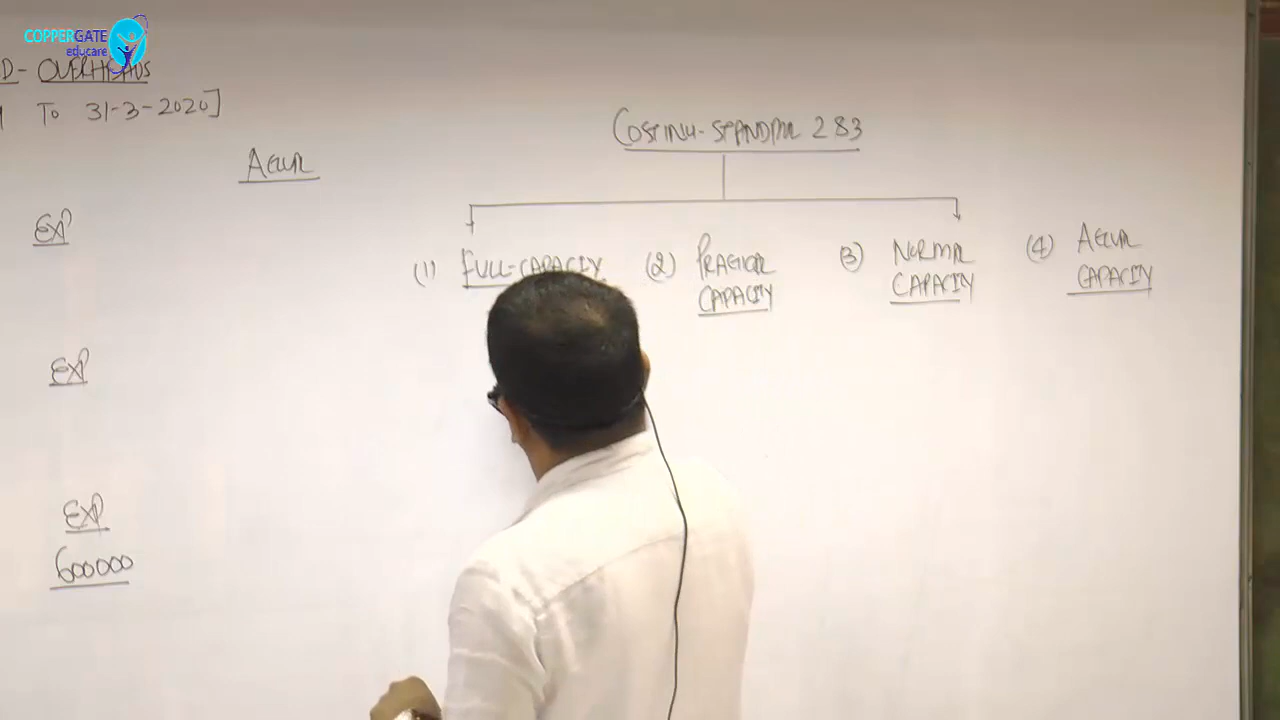 COPPERGATE
educare
D- OVERHEADS
TO 31-3-2020]
COSTING-STANDARD 2 & 3
ACTUAL
EXP
(1) FULL-CAPACITY
(2) PRACTICAL CAPACITY
(3) NORMAL CAPACITY
(4) ACTUAL CAPACITY
EXP
EXP
600000